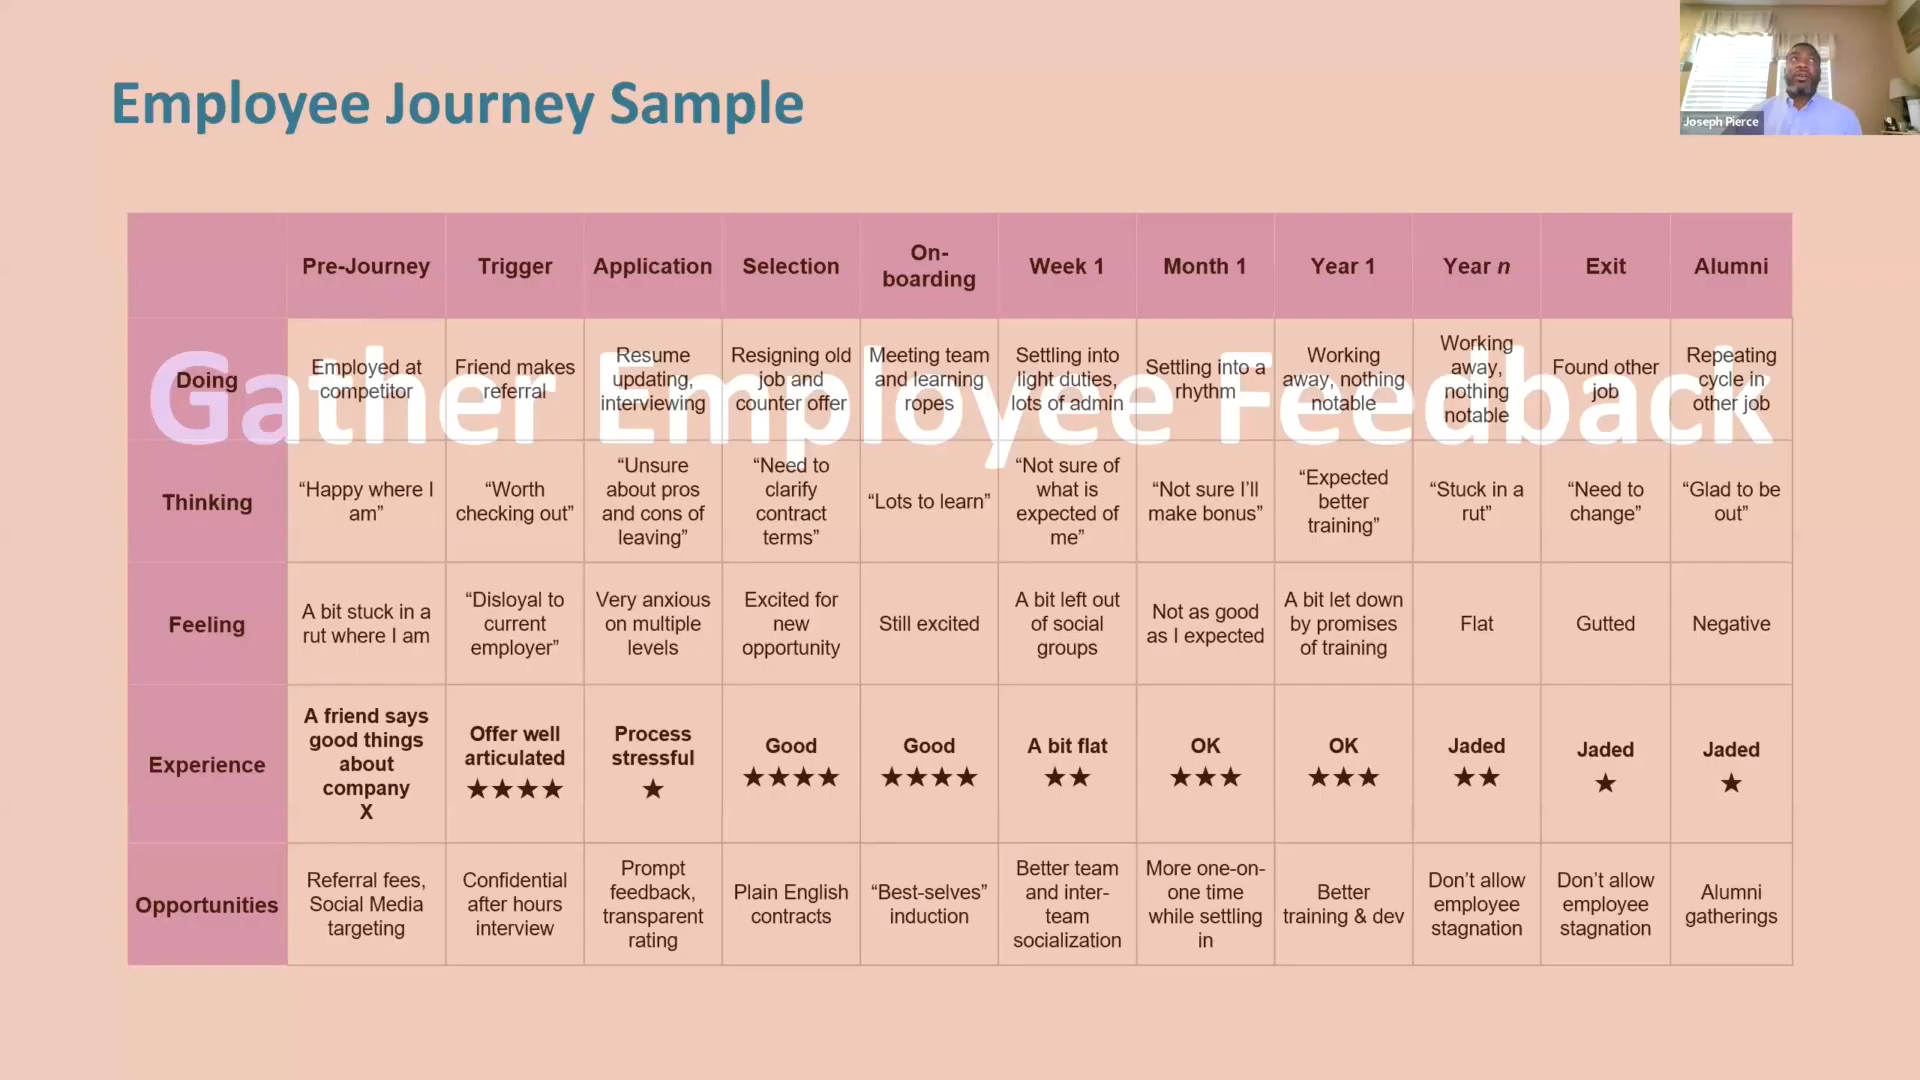 Employee Journey Sample
Joseph Pierce
Pre-Journey
Trigger
Application
Selection
On-
boarding
Week 1
Month 1
Year 1
Year n
Exit
Alumni
Gather Employee Feedback
Doing
Employed at
competitor
Friend makes
referral
Resume
updating,
interviewing
Resigning old
job and
counter offer
Meeting team
and learning
ropes
Settling into
light duties,
lots of admin
Settling into a
rhythm
Working
away, nothing
notable
Working
away,
nothing
notable
Found other
job
Repeating
cycle in
other job
Thinking
“Happy where I
am”
“Worth
checking out”
“Unsure
about pros
and cons of
leaving”
“Need to
clarify
contract
terms”
“Lots to learn”
“Not sure of
what is
expected of
me”
“Not sure I’ll
make bonus”
“Expected
better
training”
“Stuck in a
rut”
“Need to
change”
“Glad to be
out”
Feeling
A bit stuck in a
rut where I am
“Disloyal to
current
employer”
Very anxious
on multiple
levels
Excited for
new
opportunity
Still excited
A bit left out
of social
groups
Not as good
as I expected
A bit let down
by promises
of training
Flat
Gutted
Negative
Experience
A friend says
good things
about
company
X
Offer well
articulated
★★★★
Process
stressful
★
Good
★★★★
Good
★★★★
A bit flat
★★
OK
★★★
OK
★★★
Jaded
★★
Jaded
★
Jaded
★
Opportunities
Referral fees,
Social Media
targeting
Confidential
after hours
interview
Prompt
feedback,
transparent
rating
Plain English
contracts
“Best-selves”
induction
Better team
and inter-
team
socialization
More one-on-
one time
while settling
in
Better
training & dev
Don’t allow
employee
stagnation
Don’t allow
employee
stagnation
Alumni
gatherings